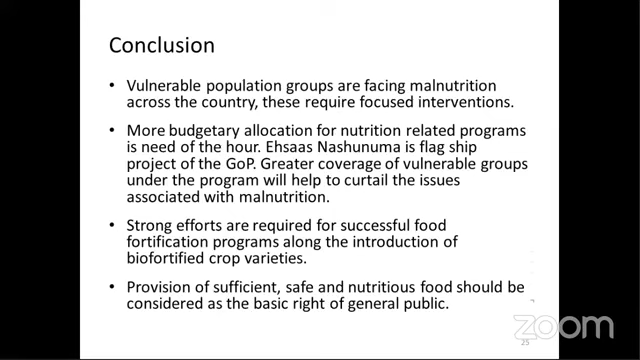 Conclusion
• Vulnerable population groups are facing malnutrition
across the country, these require focused interventions.
• More budgetary allocation for nutrition related programs
is need of the hour. Ehsaas Nashunuma is flag ship
project of the GoP. Greater coverage of vulnerable groups
under the program will help to curtail the issues
associated with malnutrition.
• Strong efforts are required for successful food
fortification programs along the introduction of
biofortified crop varieties.
• Provision of sufficient, safe and nutritious food should be
considered as the basic right of general public.
zoom
25